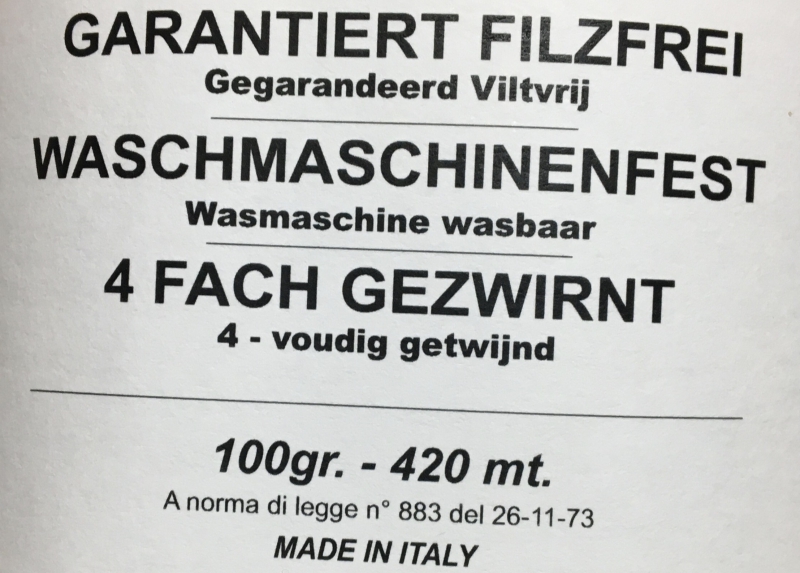 GARANTIERT FILZFREI
Gegarandeerd Viltvrij
WASCHMASCHINENFEST
Wasmaschine wasbaar
4 FACH GEZWIRNT
4 - voudig getwijnd
100gr. - 420 mt.
A norma di legge n° 883 del 26-11-73
MADE IN ITALY